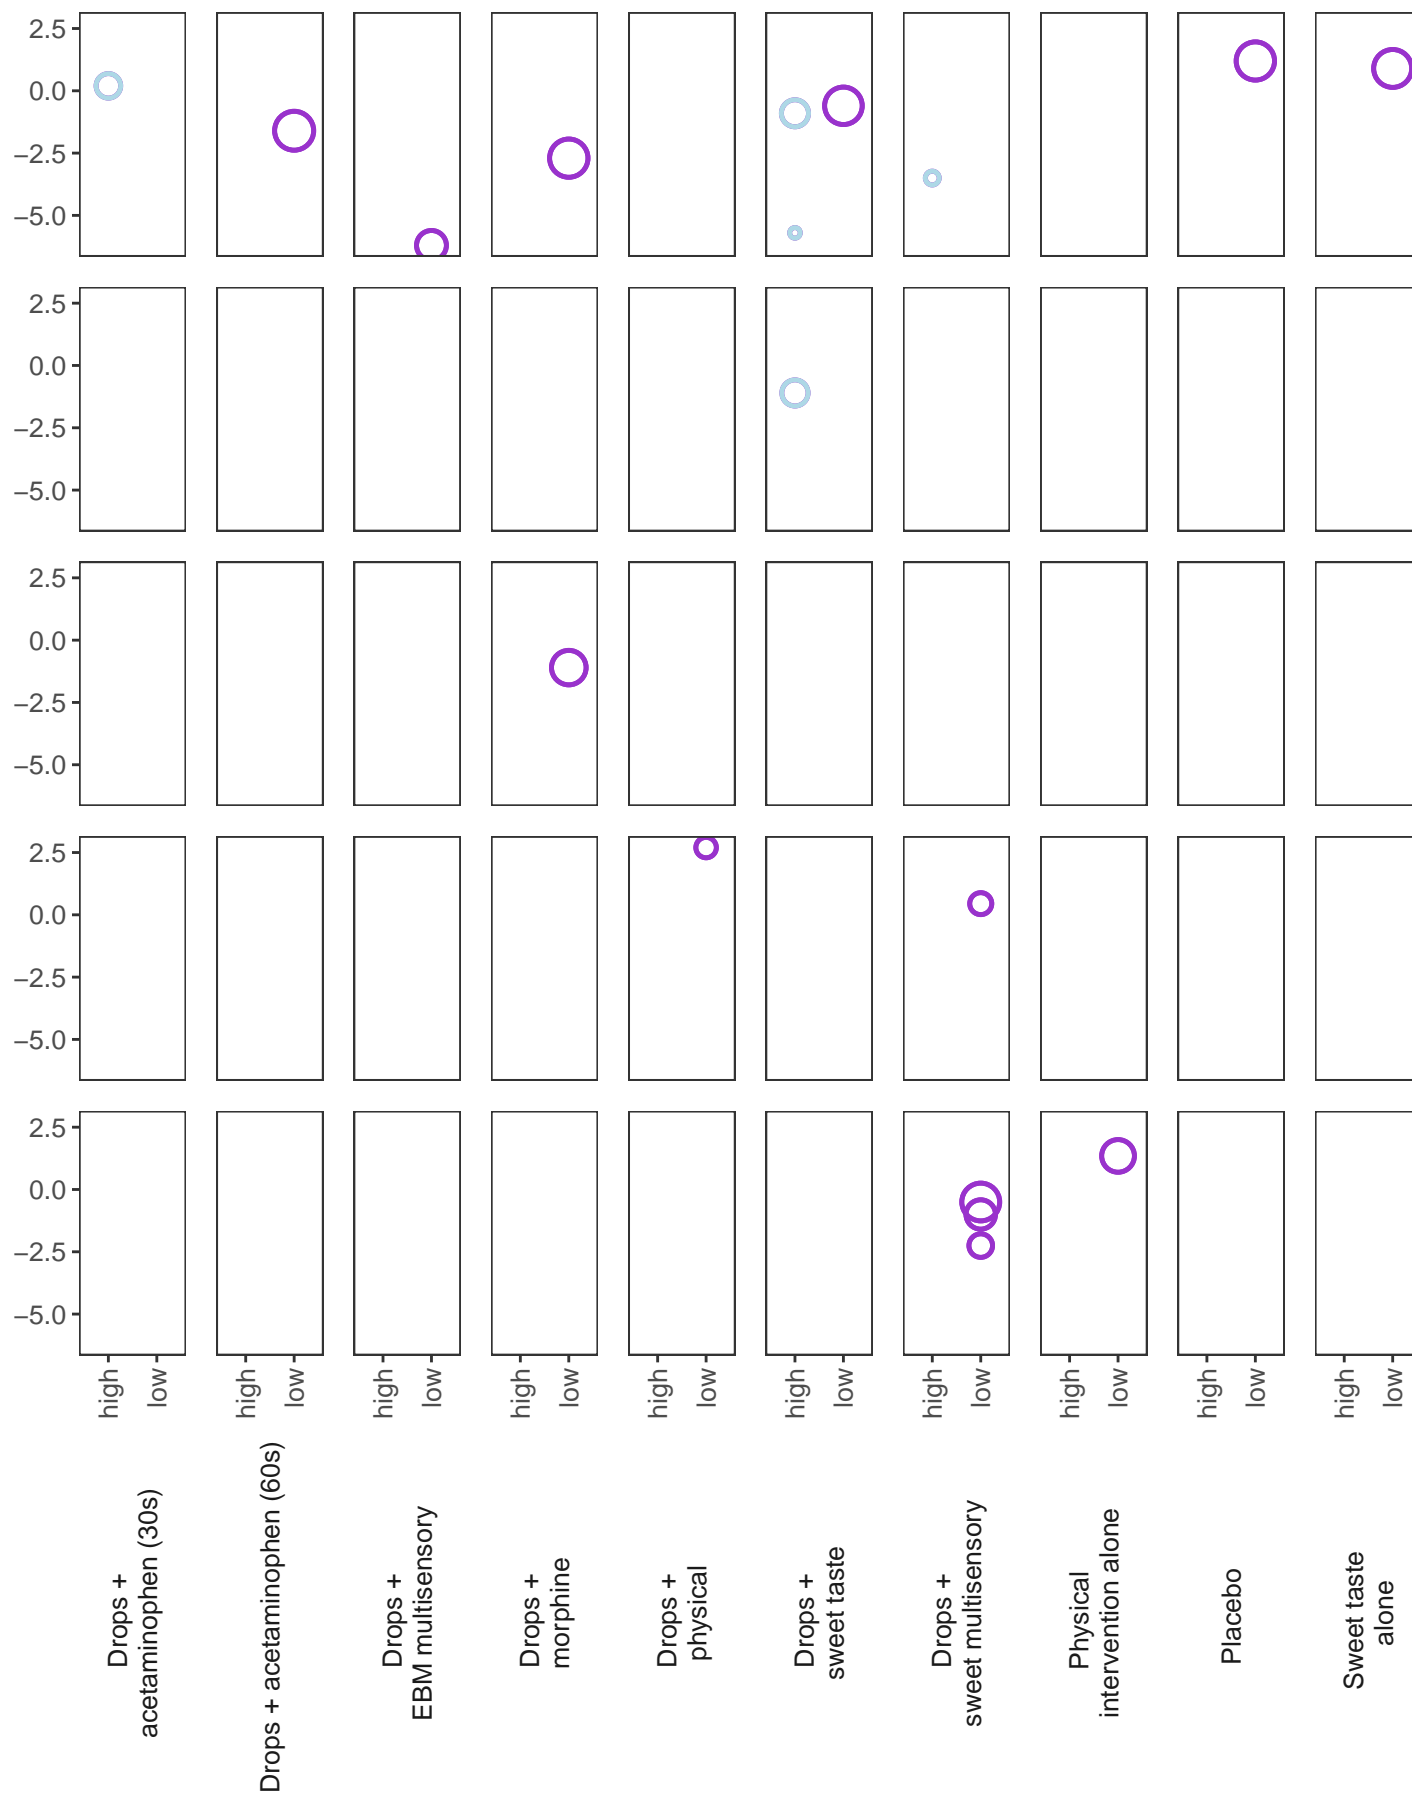 2.5
0.0
−2.5
−5.0
2.5
0.0
−2.5
−5.0
2.5
0.0
−2.5
−5.0
2.5
0.0
−2.5
−5.0
2.5
0.0
−2.5
−5.0
high
low
high
low
high
low
high
low
high
low
high
low
high
low
high
low
high
low
high
low
Drops +
acetaminophen (30s)
Drops + acetaminophen (60s)
Drops +
EBM multisensory
Drops +
morphine
Drops +
physical
Drops +
sweet taste
Drops +
sweet multisensory
Physical
intervention alone
Placebo
Sweet taste
alone